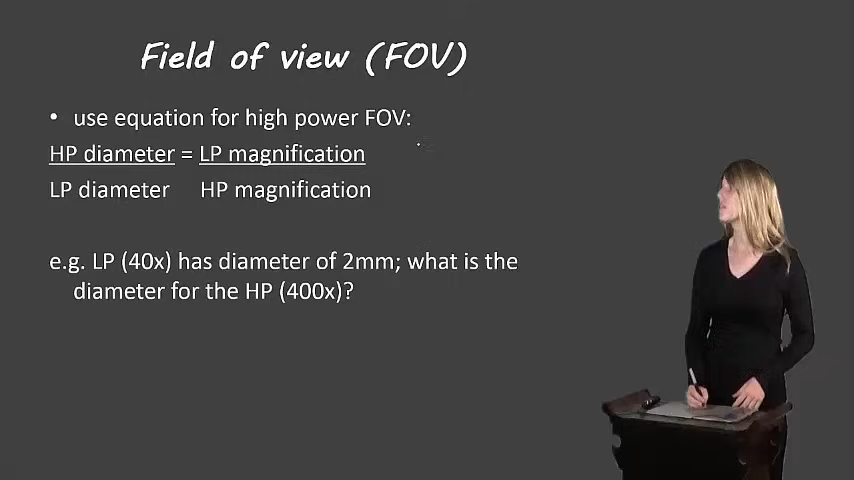 Field of view (FOV)
• use equation for high power FOV:
HP diameter = LP magnification
LP diameter HP magnification
e.g. LP (40x) has diameter of 2mm; what is the
diameter for the HP (400x)?